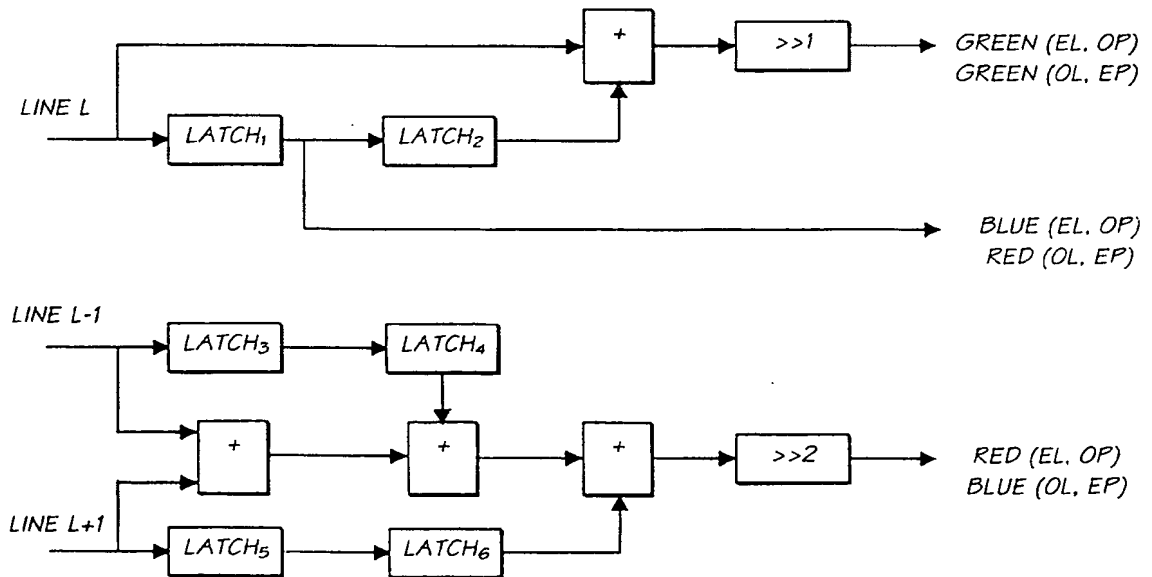 +
>>1
GREEN (EL, OP)
GREEN (OL, EP)
LINE L
LATCH₁
LATCH₂
BLUE (EL, OP)
RED (OL, EP)
LINE L-1
LATCH₃
LATCH₄
+
+
+
>>2
RED (EL, OP)
BLUE (OL, EP)
LINE L+1
LATCH₅
LATCH₆